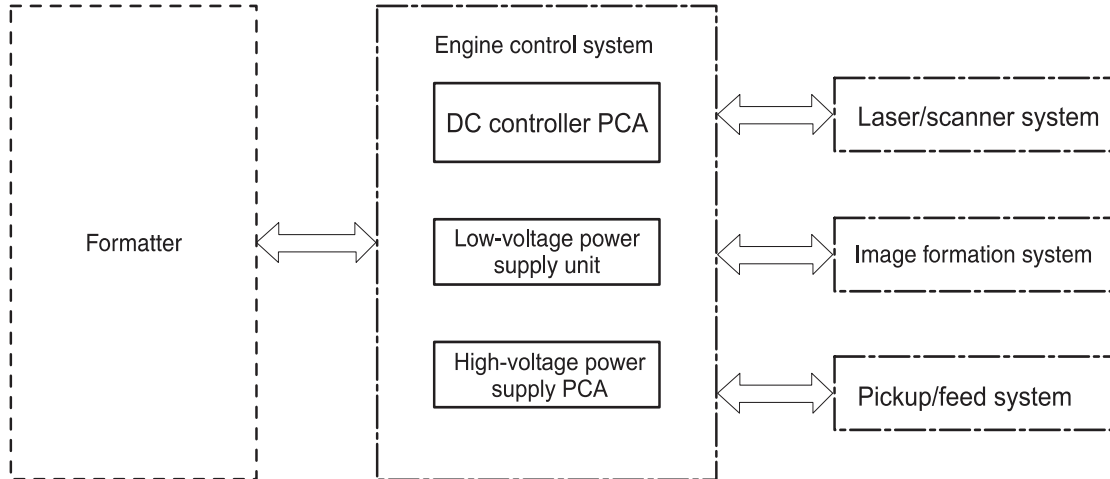 Engine control system
DC controller PCA
Laser/scanner system
Formatter
Low-voltage power
supply unit
Image formation system
High-voltage power
supply PCA
Pickup/feed system